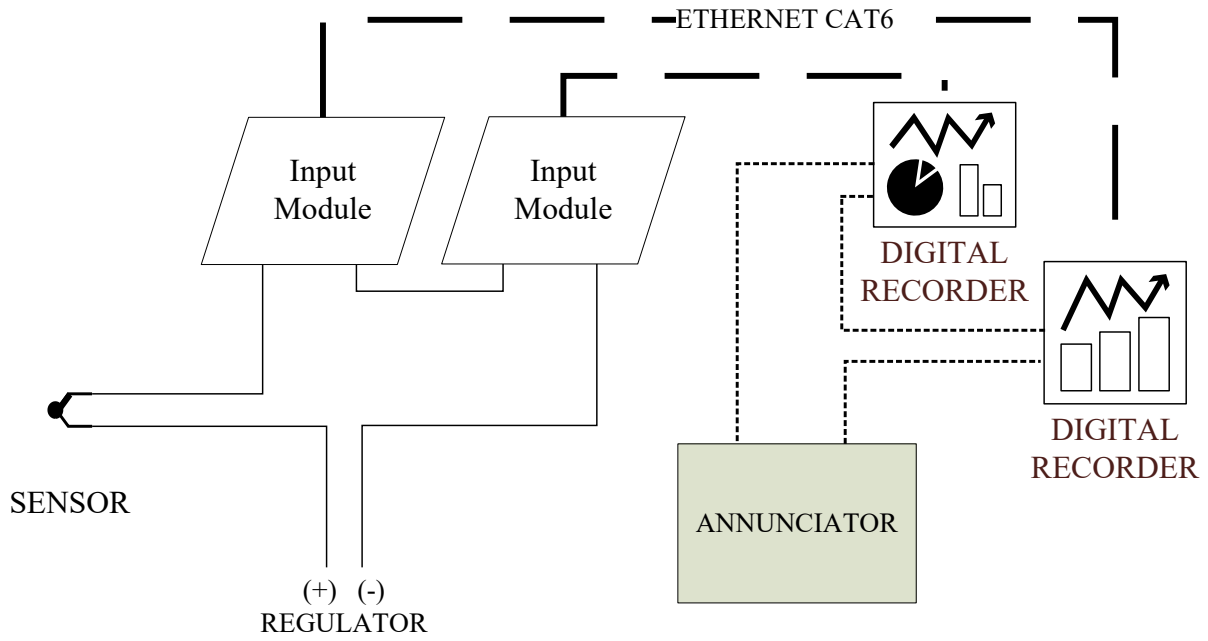 ETHERNET CAT6
Input
Module
Input
Module
DIGITAL
RECORDER
DIGITAL
RECORDER
SENSOR
ANNUNCIATOR
(+) (-)
REGULATOR